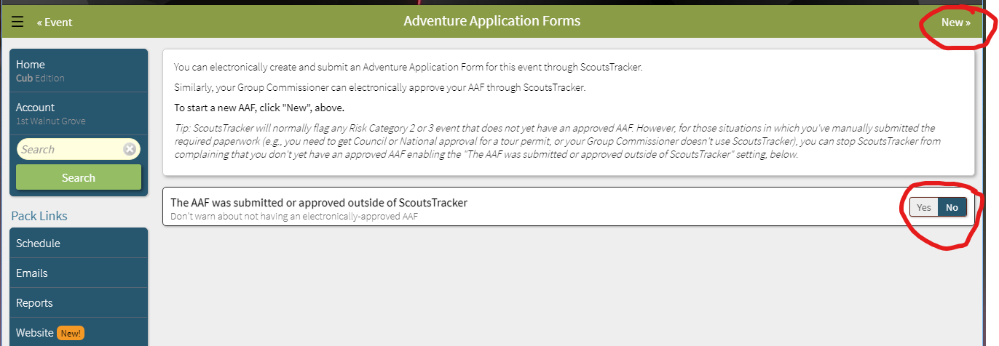 ☰ « Event Adventure Application Forms New »
Home
Cub Edition
Account
1st Walnut Grove
Search
Search
Pack Links
Schedule
Emails
Reports
Website New!
You can electronically create and submit an Adventure Application Form for this event through ScoutsTracker.
Similarly, your Group Commissioner can electronically approve your AAF through ScoutsTracker.
To start a new AAF, click "New", above.
Tip: ScoutsTracker will normally flag any Risk Category 2 or 3 event that does not yet have an approved AAF. However, for those situations in which you've manually submitted the
required paperwork (e.g., you need to get Council or National approval for a tour permit, or your Group Commissioner doesn't use ScoutsTracker), you can stop ScoutsTracker from
complaining that you don't yet have an approved AAF enabling the "The AAF was submitted or approved outside of ScoutsTracker" setting, below.
The AAF was submitted or approved outside of ScoutsTracker
Don't warn about not having an electronically-approved AAF
Yes No